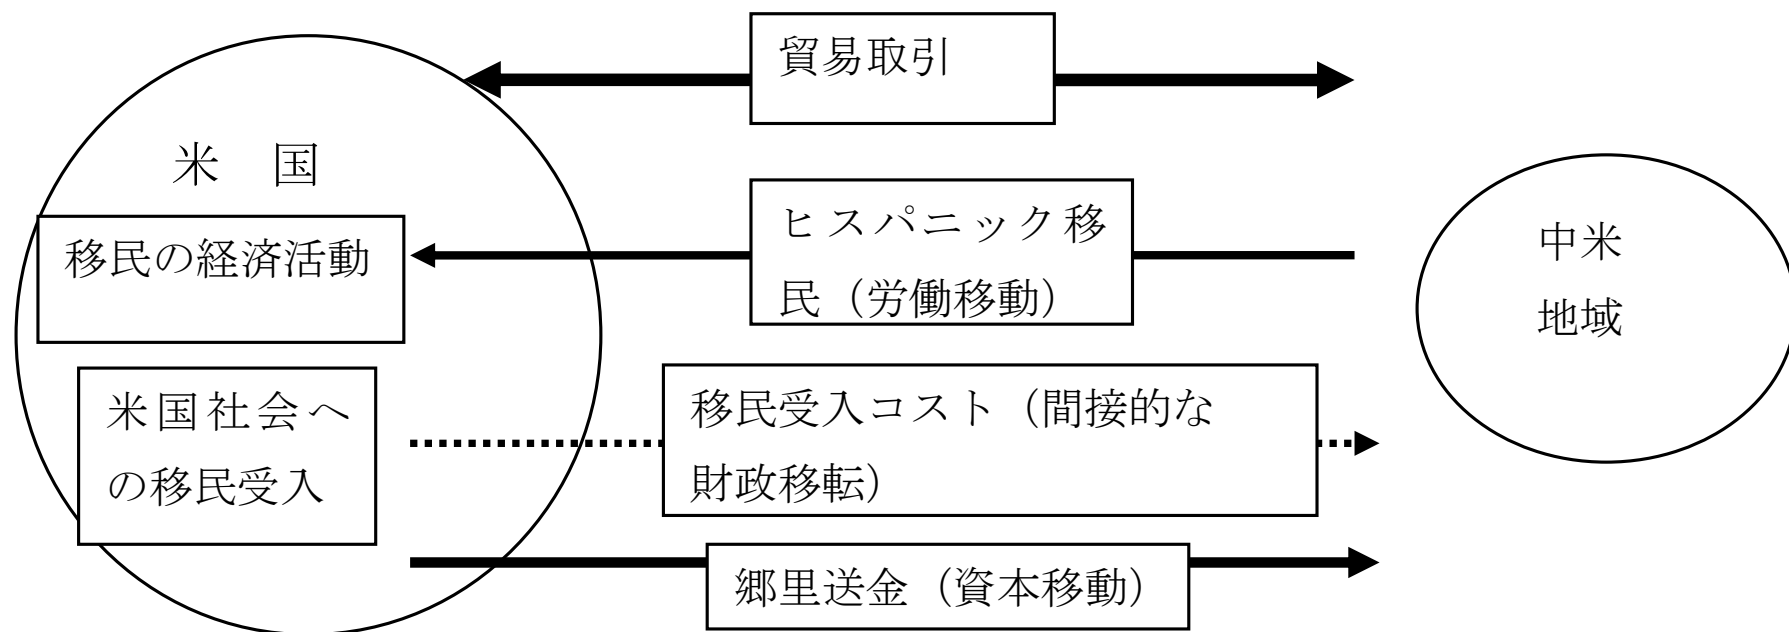 貿易取引
米　国
ヒスパニック移
民（労働移動）
移民の経済活動
中米
地域
米国社会へ
の移民受入
移民受入コスト（間接的な
財政移転）
郷里送金（資本移動）